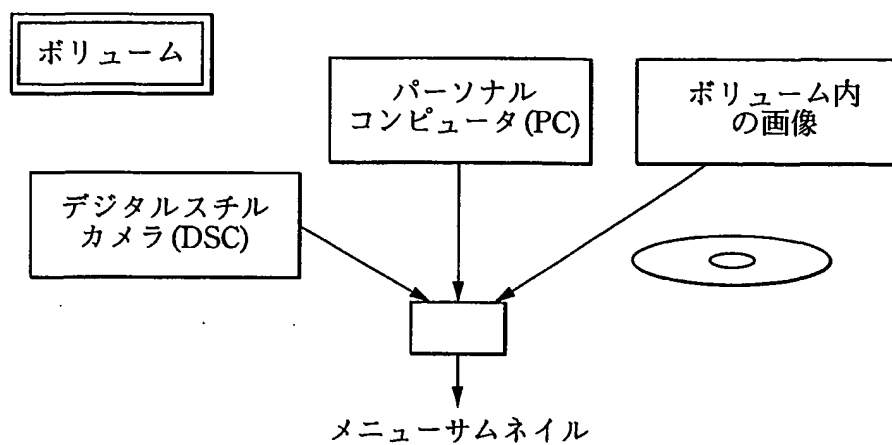 ボリューム
パーソナル
コンピュータ(PC)
ボリューム内
の画像
デジタルスチル
カメラ(DSC)
メニューサムネイル